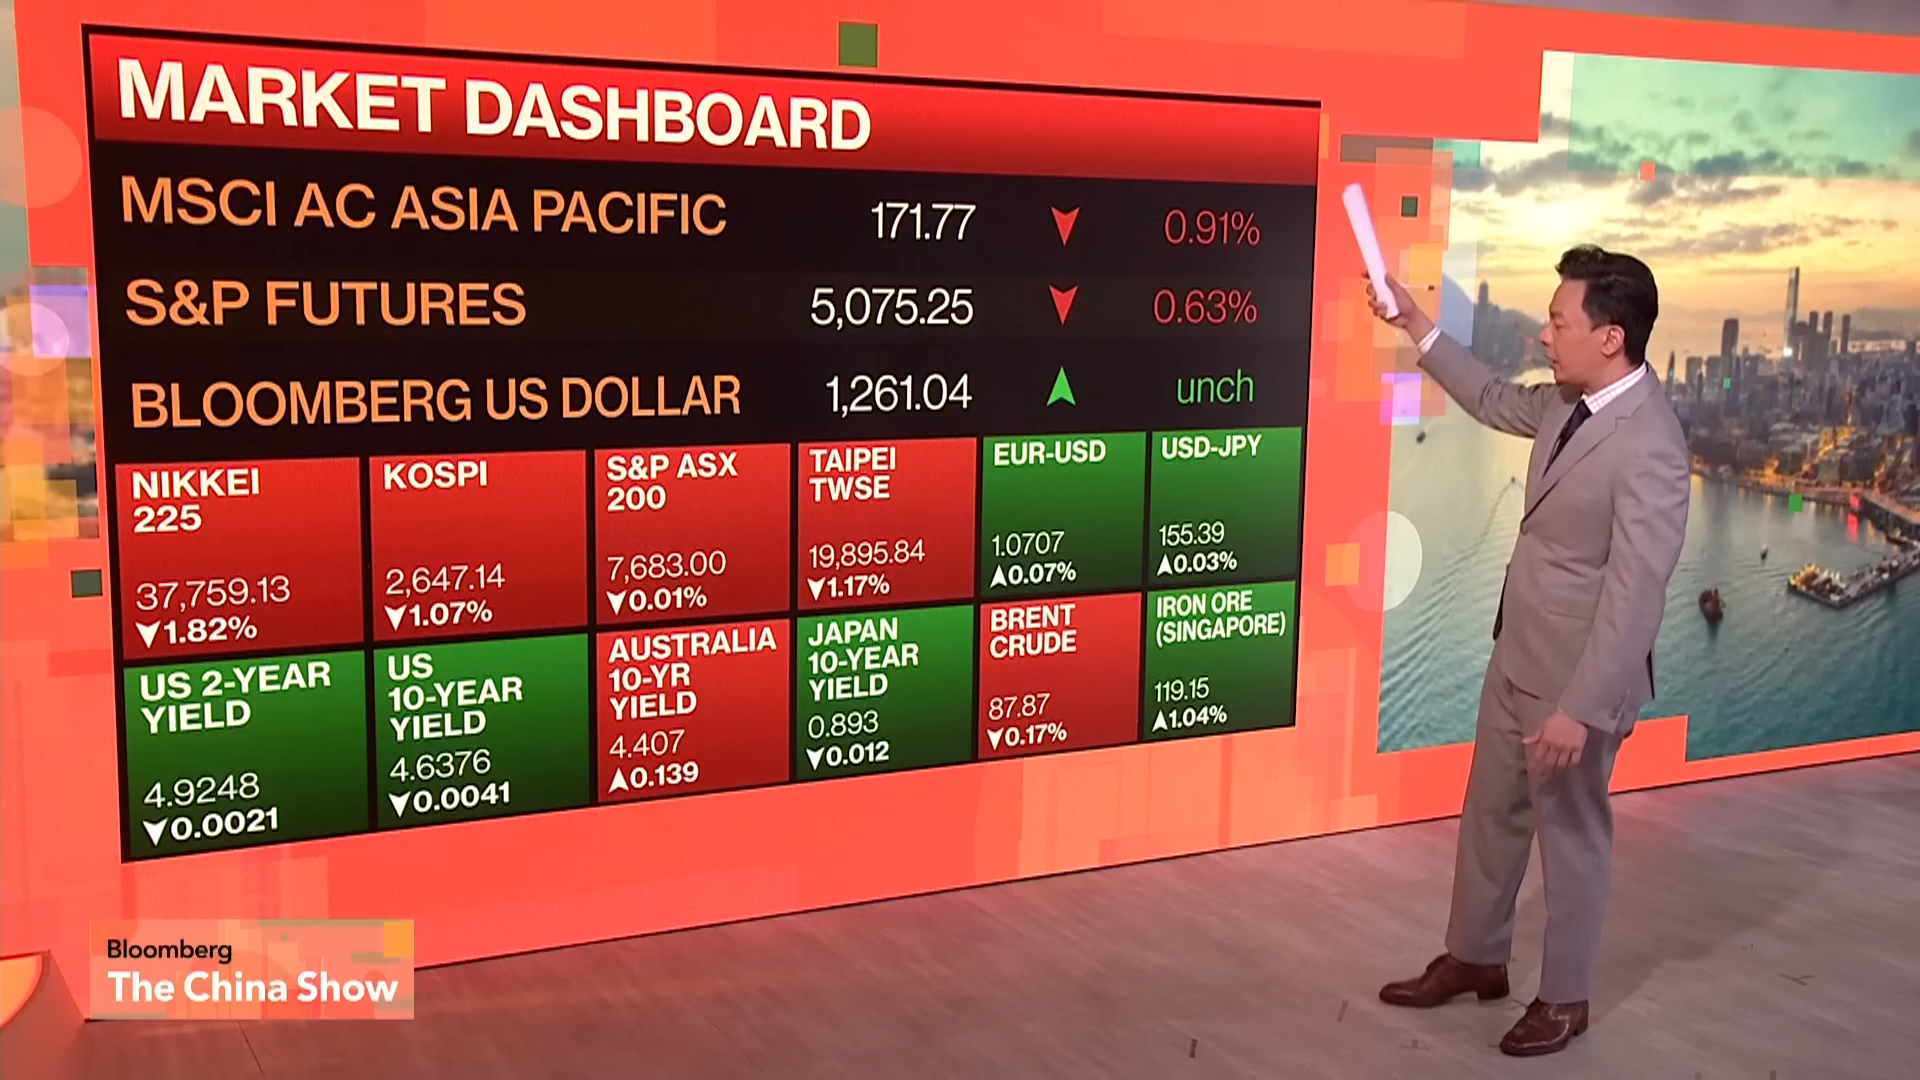 MARKET DASHBOARD
MSCI AC ASIA PACIFIC 171.77 ▼ 0.91%
S&P FUTURES 5,075.25 ▼ 0.63%
BLOOMBERG US DOLLAR 1,261.04 ▲ unch
NIKKEI
225
37,759.13
▼1.82%
KOSPI
2,647.14
▼1.07%
S&P ASX
200
7,683.00
▼0.01%
TAIPEI
TWSE
19,895.84
▼1.17%
EUR-USD
1.0707
▲0.07%
USD-JPY
155.39
▲0.03%
US 2-YEAR
YIELD
4.9248
▼0.0021
US
10-YEAR
YIELD
4.6376
▼0.0041
AUSTRALIA
10-YR
YIELD
4.407
▲0.139
JAPAN
10-YEAR
YIELD
0.893
▼0.012
BRENT
CRUDE
87.87
▼0.17%
IRON ORE
(SINGAPORE)
119.15
▲1.04%
Bloomberg
The China Show